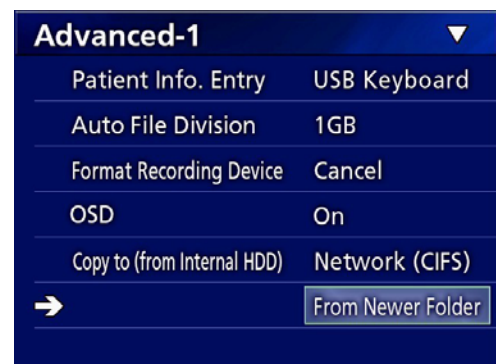 Advanced-1 ▼
Patient Info. Entry USB Keyboard
Auto File Division 1GB
Format Recording Device Cancel
OSD On
Copy to (from Internal HDD) Network (CIFS)
➔ From Newer Folder